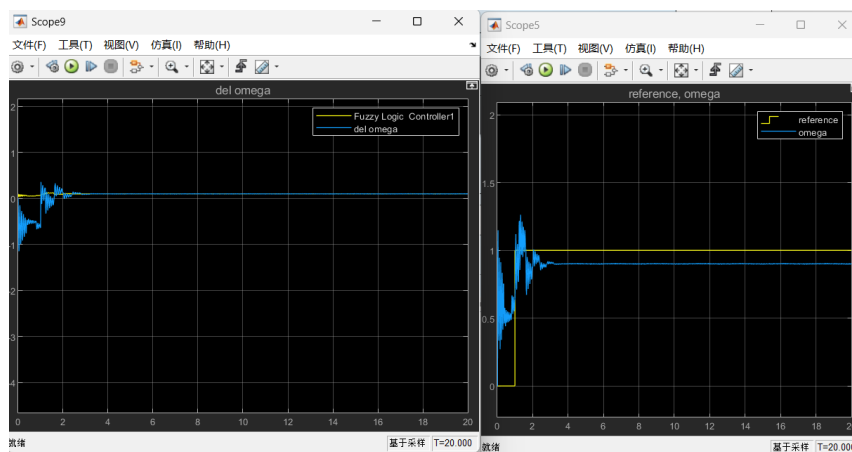 Scope9
文件(F) 工具(T) 视图(V) 仿真(I) 帮助(H)
del omega
Fuzzy Logic Controller1
del omega
2
1
0
-1
-2
-3
-4
0 2 4 6 8 10 12 14 16 18 20
就绪
基于采样 T=20.000
Scope5
文件(F) 工具(T) 视图(V) 仿真(I) 帮助(H)
reference, omega
reference
omega
2
1.5
1
0.5
0
0 2 4 6 8 10 12 14 16 18
就绪
基于采样 T=20.000